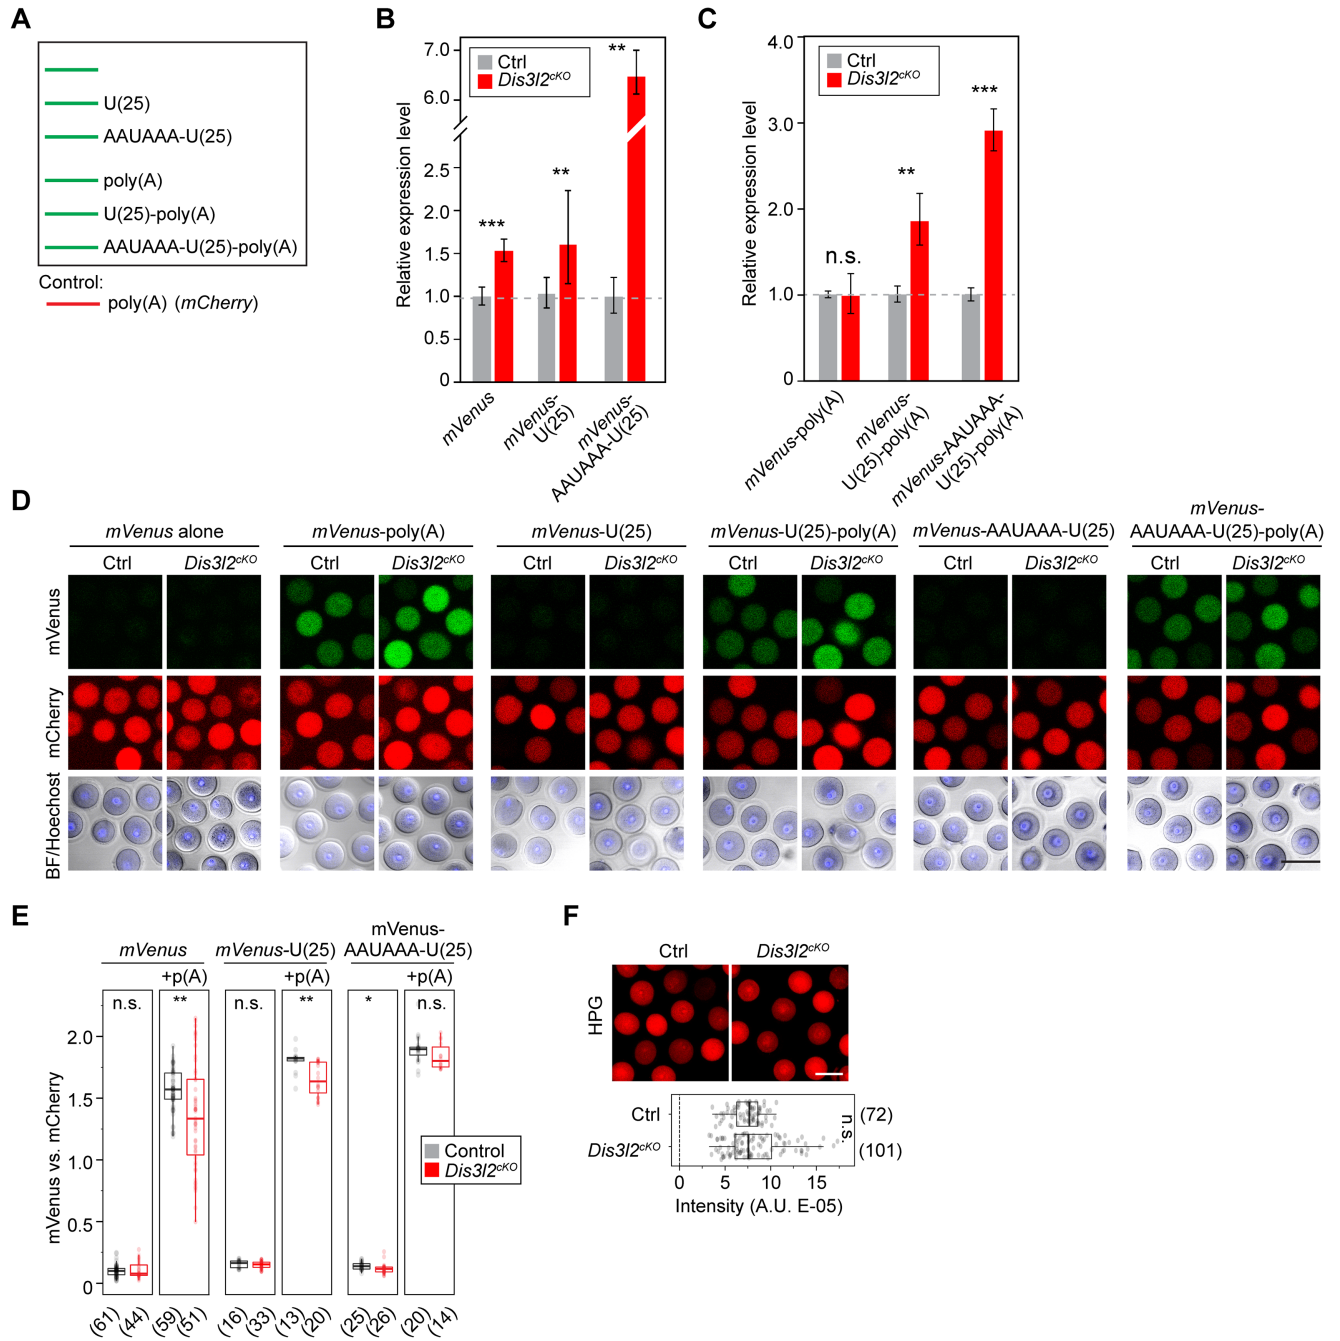 A
U(25)
AAUAAA-U(25)
poly(A)
U(25)-poly(A)
AAUAAA-U(25)-poly(A)
Control:
poly(A) (mCherry)
B
Relative expression level
7.0
6.0
2.5
2.0
1.5
1.0
0.5
0
Ctrl
Dis3l2cKO
***
**
**
mVenus
mVenus-
U(25)
mVenus-
AAUAAA-U(25)
C
Relative expression level
4.0
3.0
2.0
1.0
0
Ctrl
Dis3l2cKO
n.s.
**
***
mVenus-poly(A)
mVenus-
U(25)-poly(A)
mVenus-AAUAAA-
U(25)-poly(A)
D
mVenus alone
mVenus-poly(A)
mVenus-U(25)
mVenus-U(25)-poly(A)
mVenus-AAUAAA-U(25)
mVenus-
AAUAAA-U(25)-poly(A)
Ctrl Dis3l2cKO
Ctrl Dis3l2cKO
Ctrl Dis3l2cKO
Ctrl Dis3l2cKO
Ctrl Dis3l2cKO
Ctrl Dis3l2cKO
mVenus
mCherry
BF/Hoechost
E
mVenus
mVenus-U(25)
mVenus-
AAUAAA-U(25)
+p(A)
+p(A)
+p(A)
n.s.
**
n.s.
**
*
n.s.
mVenus vs. mCherry
2.0
1.5
1.0
0.5
0
Control
Dis3l2cKO
(61)
(44)
(59)
(51)
(16)
(33)
(13)
(20)
(25)
(26)
(20)
(14)
F
Ctrl
Dis3l2cKO
HPG
Ctrl
Dis3l2cKO
n.s.
(72)
(101)
0 5 10 15
Intensity (A.U. E-05)